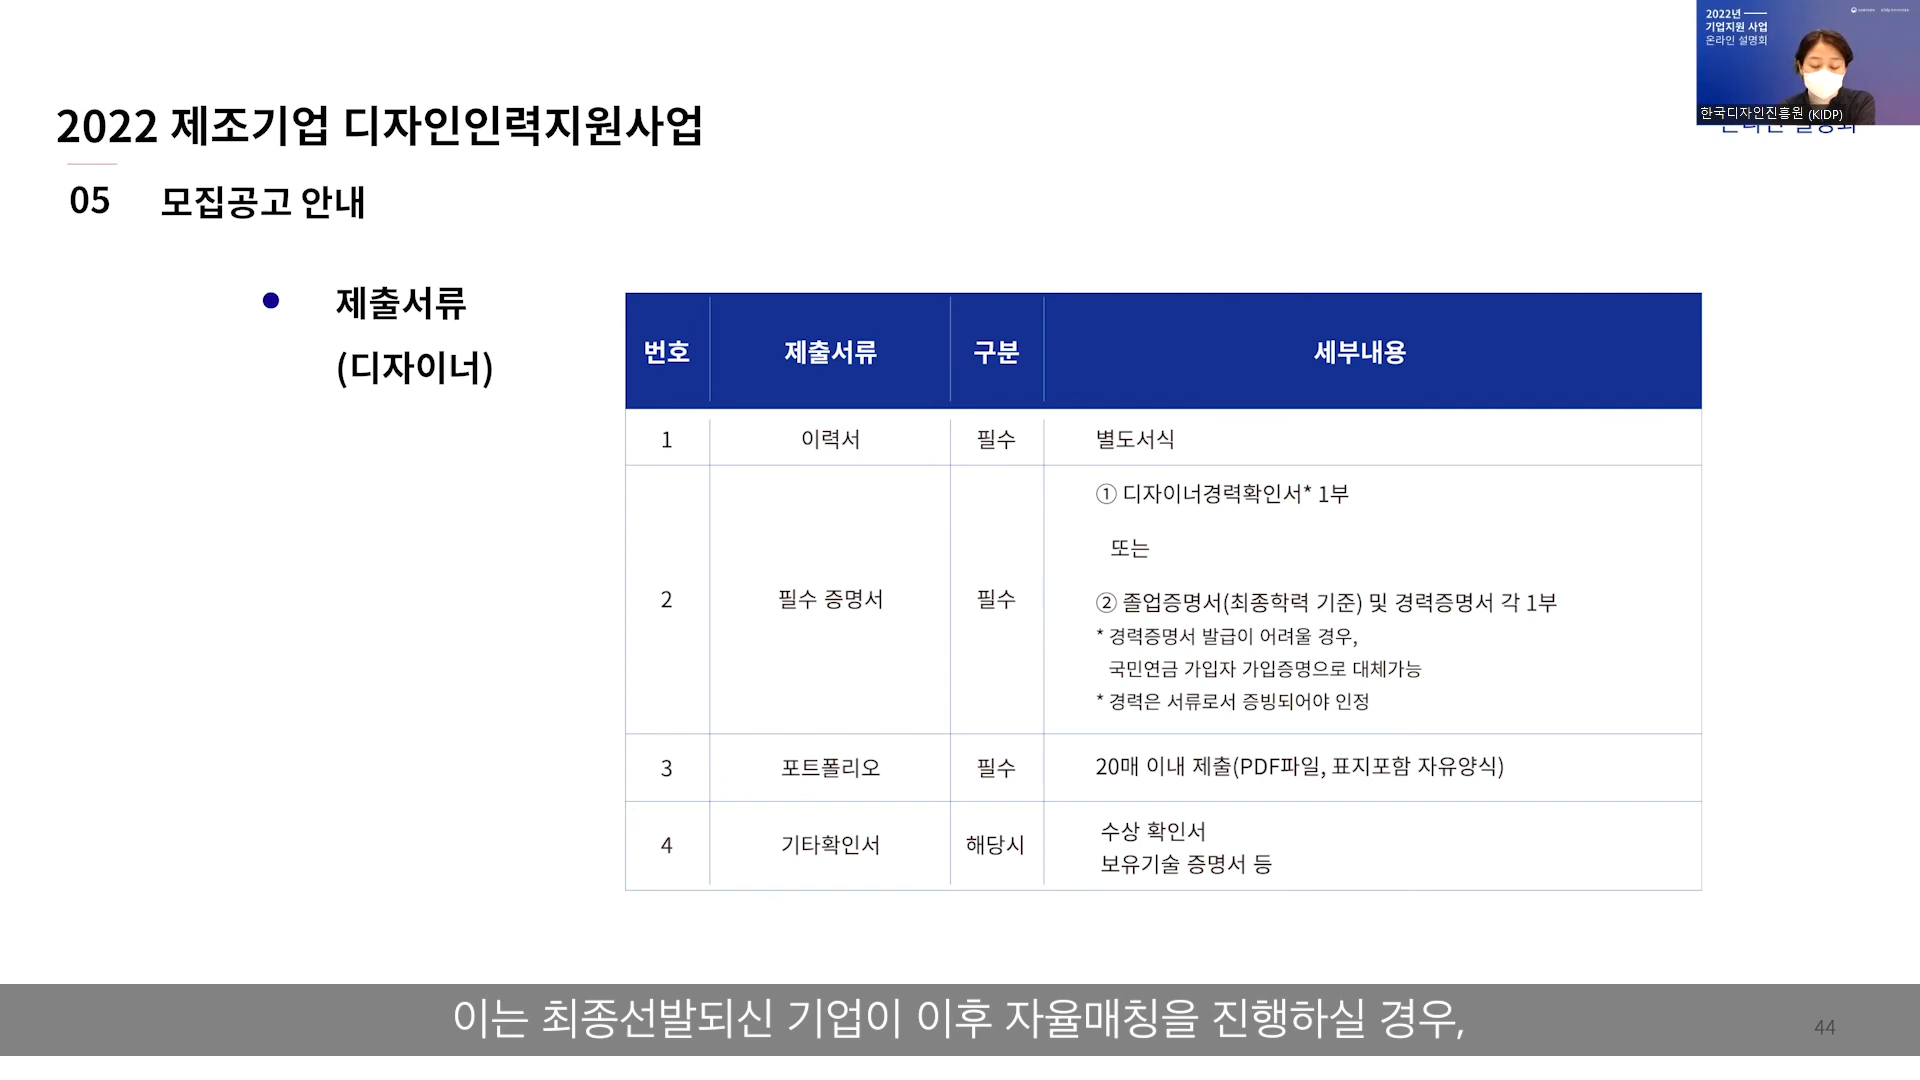 2022년
기업지원 사업
온라인 설명회
한국디자인진흥원 (KIDP)
2022 제조기업 디자인인력지원사업
05 모집공고 안내
제출서류
(디자이너)
번호 제출서류 구분 세부내용
1 이력서 필수 별도서식
2 필수 증명서 필수
① 디자이너경력확인서* 1부
또는
② 졸업증명서(최종학력 기준) 및 경력증명서 각 1부
* 경력증명서 발급이 어려울 경우,
국민연금 가입자 가입증명으로 대체가능
* 경력은 서류로서 증빙되어야 인정
3 포트폴리오 필수 20매 이내 제출(PDF파일, 표지포함 자유양식)
4 기타확인서 해당시
수상 확인서
보유기술 증명서 등
이는 최종선발되신 기업이 이후 자율매칭을 진행하실 경우,
44